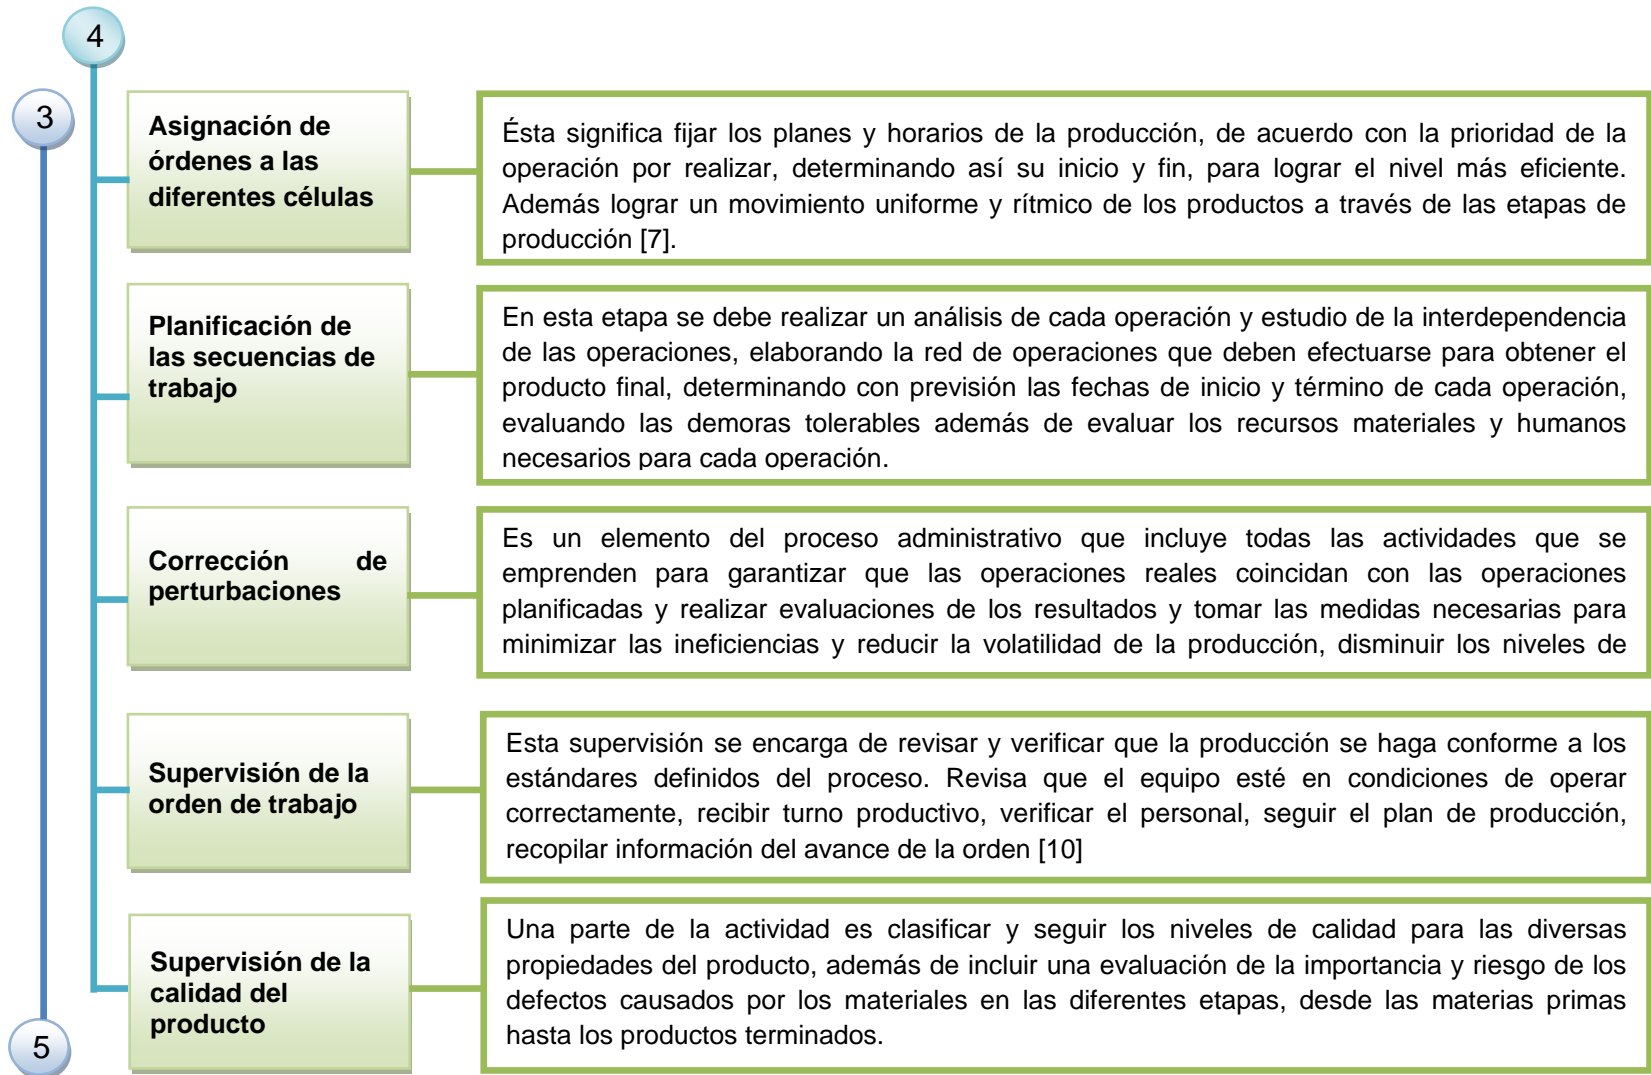 4
3
Asignación de
órdenes a las
diferentes células
Ésta significa fijar los planes y horarios de la producción, de acuerdo con la prioridad de la
operación por realizar, determinando así su inicio y fin, para lograr el nivel más eficiente.
Además lograr un movimiento uniforme y rítmico de los productos a través de las etapas de
producción [7].
Planificación de
las secuencias de
trabajo
En esta etapa se debe realizar un análisis de cada operación y estudio de la interdependencia
de las operaciones, elaborando la red de operaciones que deben efectuarse para obtener el
producto final, determinando con previsión las fechas de inicio y término de cada operación,
evaluando las demoras tolerables además de evaluar los recursos materiales y humanos
necesarios para cada operación.
Corrección de
perturbaciones
Es un elemento del proceso administrativo que incluye todas las actividades que se
emprenden para garantizar que las operaciones reales coincidan con las operaciones
planificadas y realizar evaluaciones de los resultados y tomar las medidas necesarias para
minimizar las ineficiencias y reducir la volatilidad de la producción, disminuir los niveles de
Supervisión de la
orden de trabajo
Esta supervisión se encarga de revisar y verificar que la producción se haga conforme a los
estándares definidos del proceso. Revisa que el equipo esté en condiciones de operar
correctamente, recibir turno productivo, verificar el personal, seguir el plan de producción,
recopilar información del avance de la orden [10]
Supervisión de la
calidad del
producto
Una parte de la actividad es clasificar y seguir los niveles de calidad para las diversas
propiedades del producto, además de incluir una evaluación de la importancia y riesgo de los
defectos causados por los materiales en las diferentes etapas, desde las materias primas
hasta los productos terminados.
5